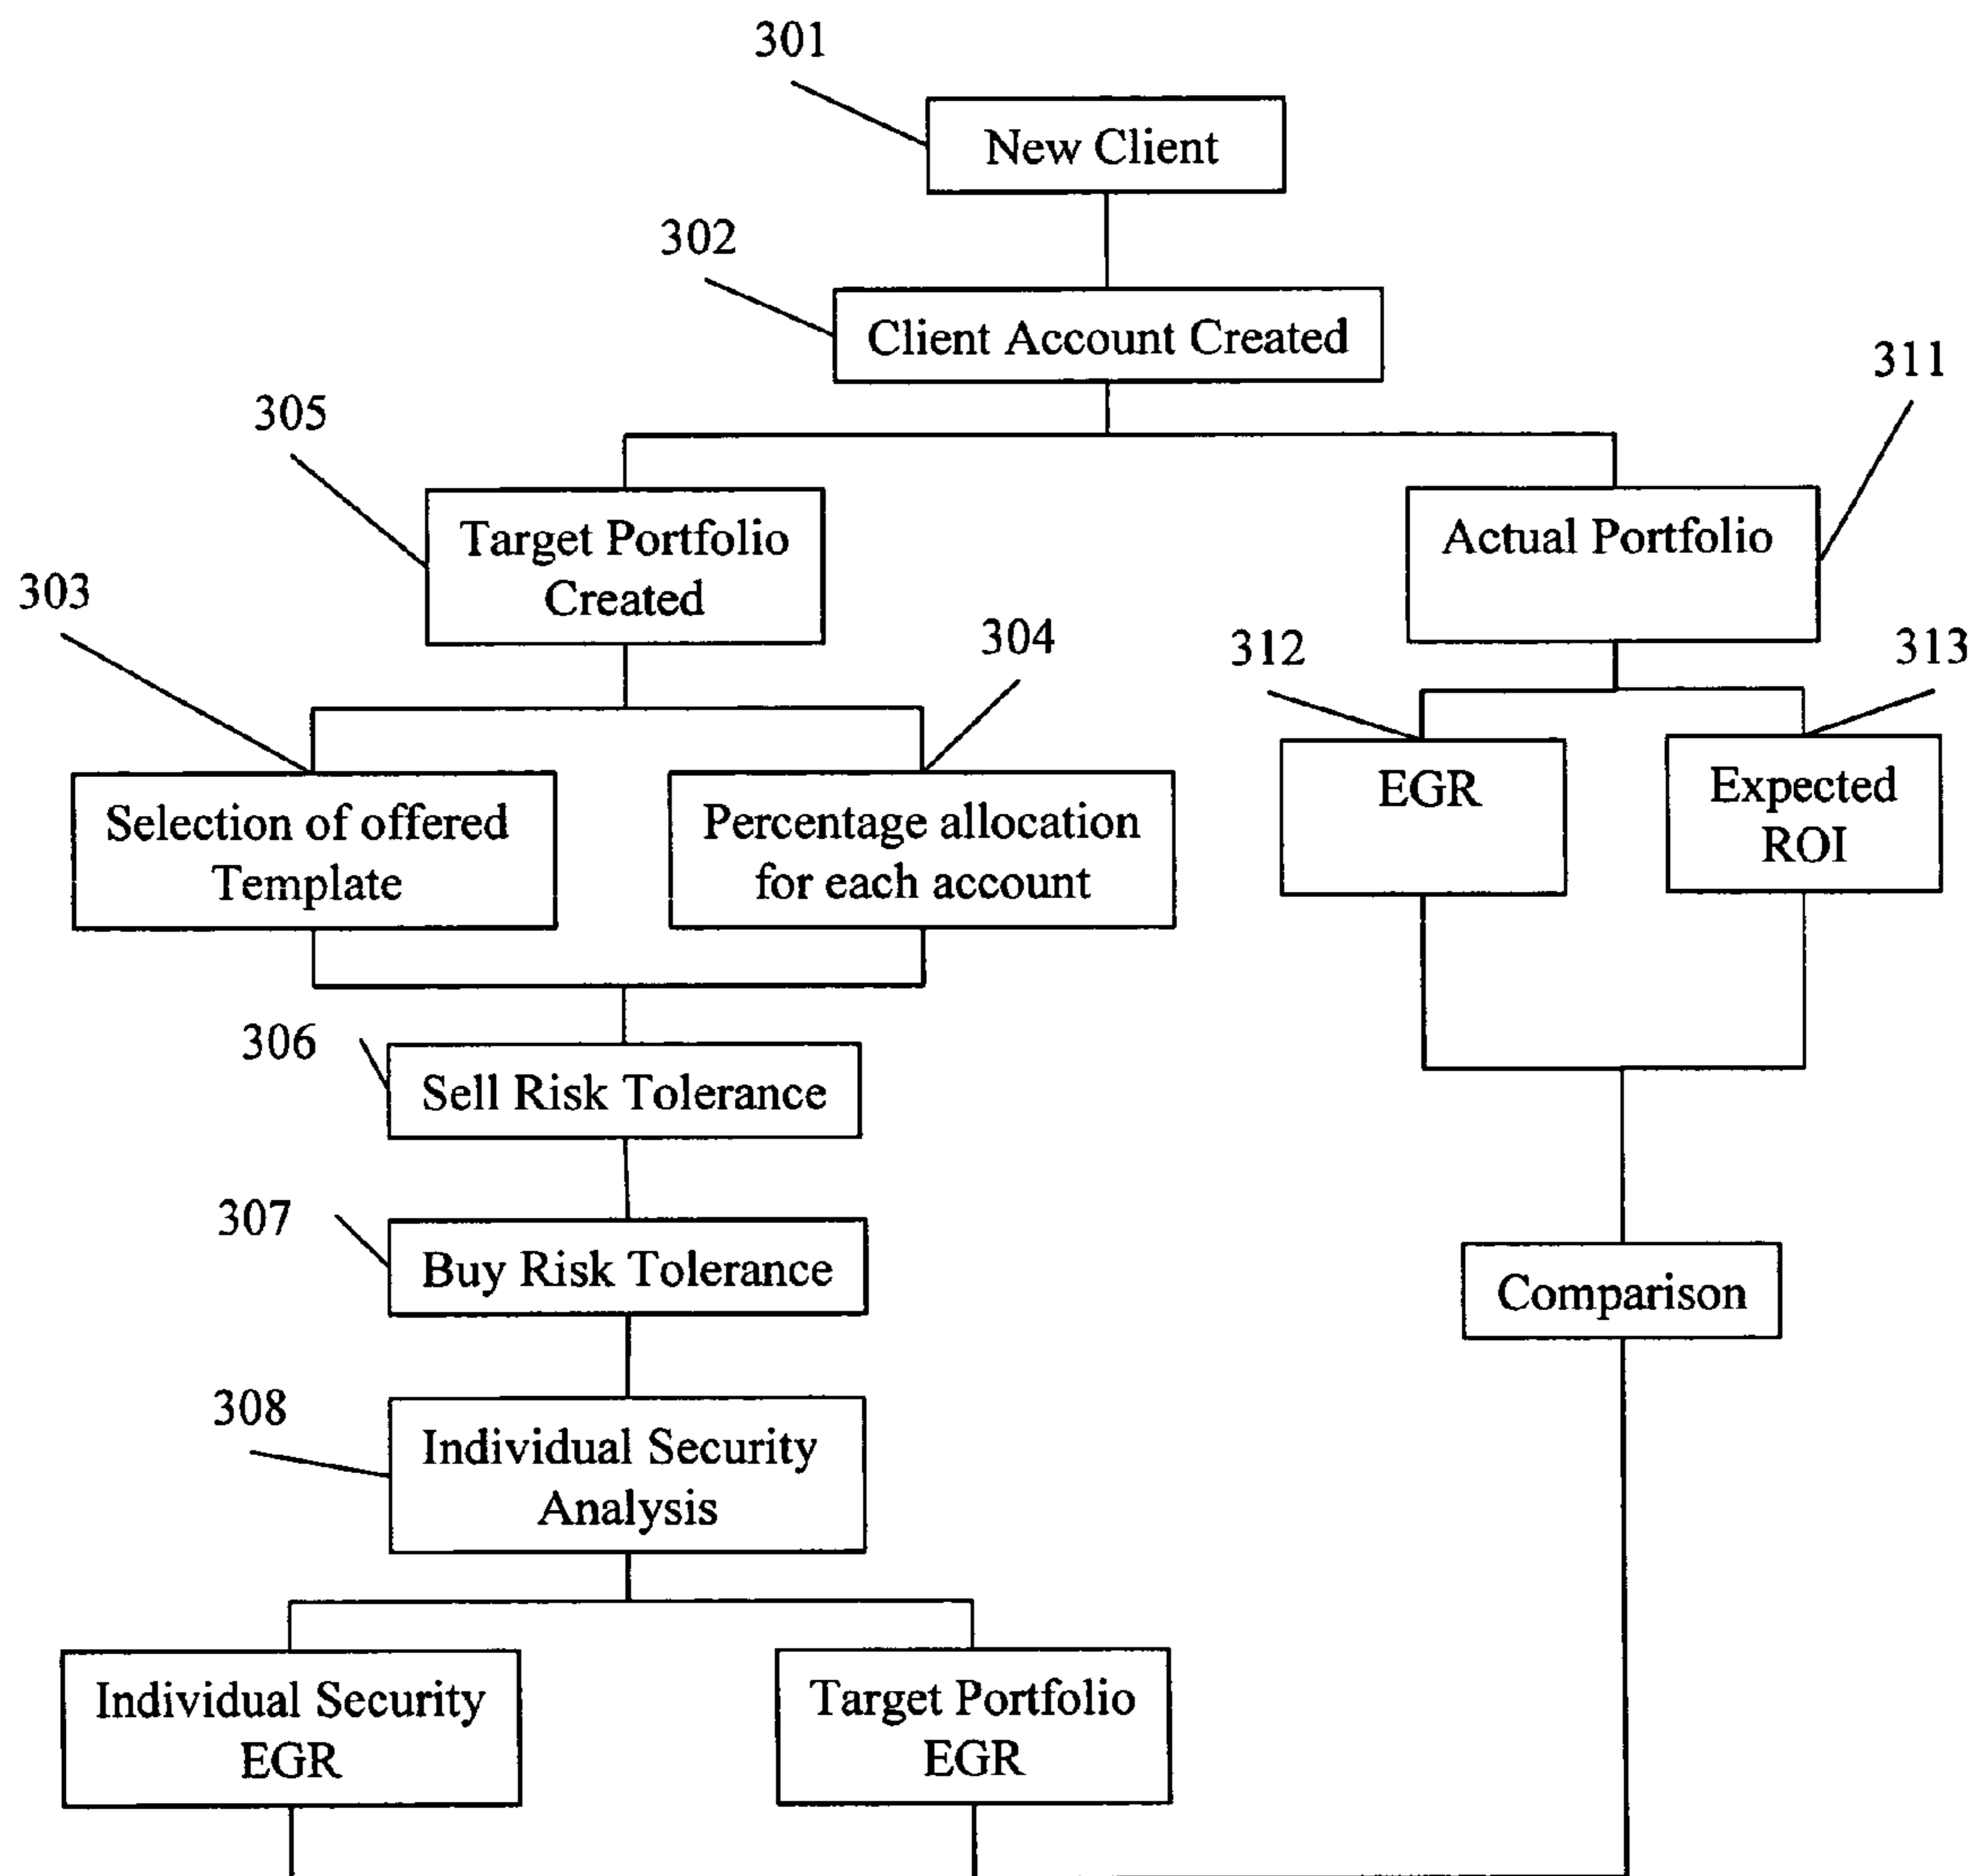 301
New Client
302
Client Account Created
311
305
Target Portfolio
Created
Actual Portfolio
303
304
312
313
Selection of offered
Template
Percentage allocation
for each account
EGR
Expected
ROI
306
Sell Risk Tolerance
307
Buy Risk Tolerance
Comparison
308
Individual Security
Analysis
Individual Security
EGR
Target Portfolio
EGR